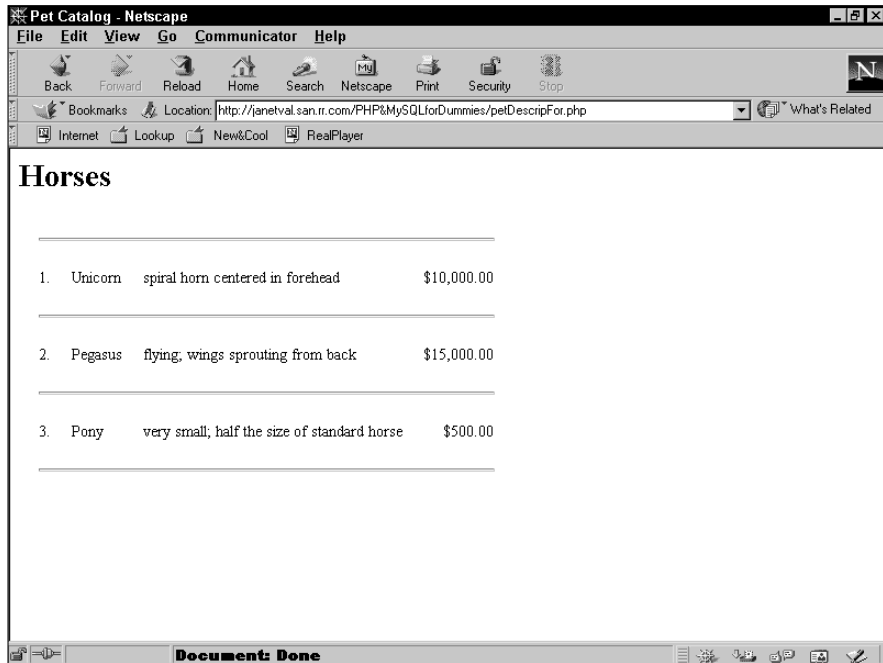 Pet Catalog - Netscape
File Edit View Go Communicator Help
My N
Back Forward Reload Home Search Netscape Print Security Stop
Bookmarks Location: http://janetval.san.rr.com/PHP&MySQLforDummies/petDescripFor.php What's Related
Internet Lookup New&Cool RealPlayer
Horses
1. Unicorn spiral horn centered in forehead $10,000.00
2. Pegasus flying; wings sprouting from back $15,000.00
3. Pony very small; half the size of standard horse $500.00
Document: Done